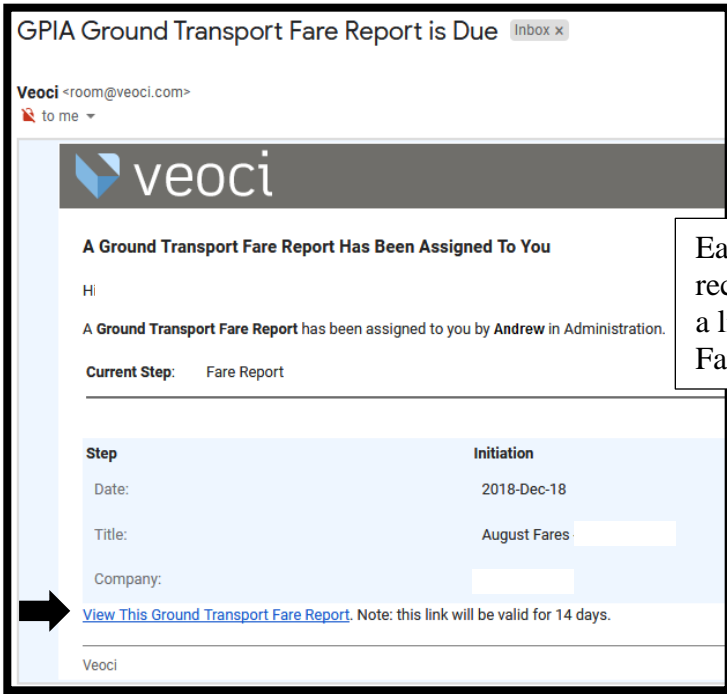 GPIA Ground Transport Fare Report is Due Inbox x
Veoci <room@veoci.com>
to me
veoci
A Ground Transport Fare Report Has Been Assigned To You
Hi
A Ground Transport Fare Report has been assigned to you by Andrew in Administration.
Current Step: Fare Report
Step Initiation
Date: 2018-Dec-18
Title: August Fares
Company:
View This Ground Transport Fare Report. Note: this link will be valid for 14 days.
Veoci
Ea
rec
a l
Fa